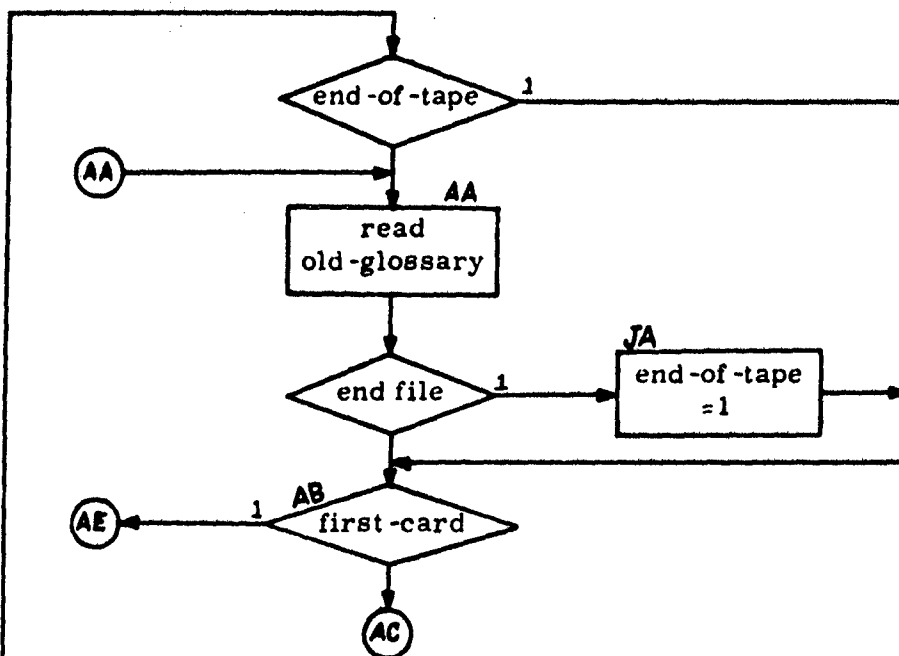 end-of-tape
1
AA
AA
read
old-glossary
end file
1
JA
end-of-tape
=1
AB
1
first-card
AE
AC